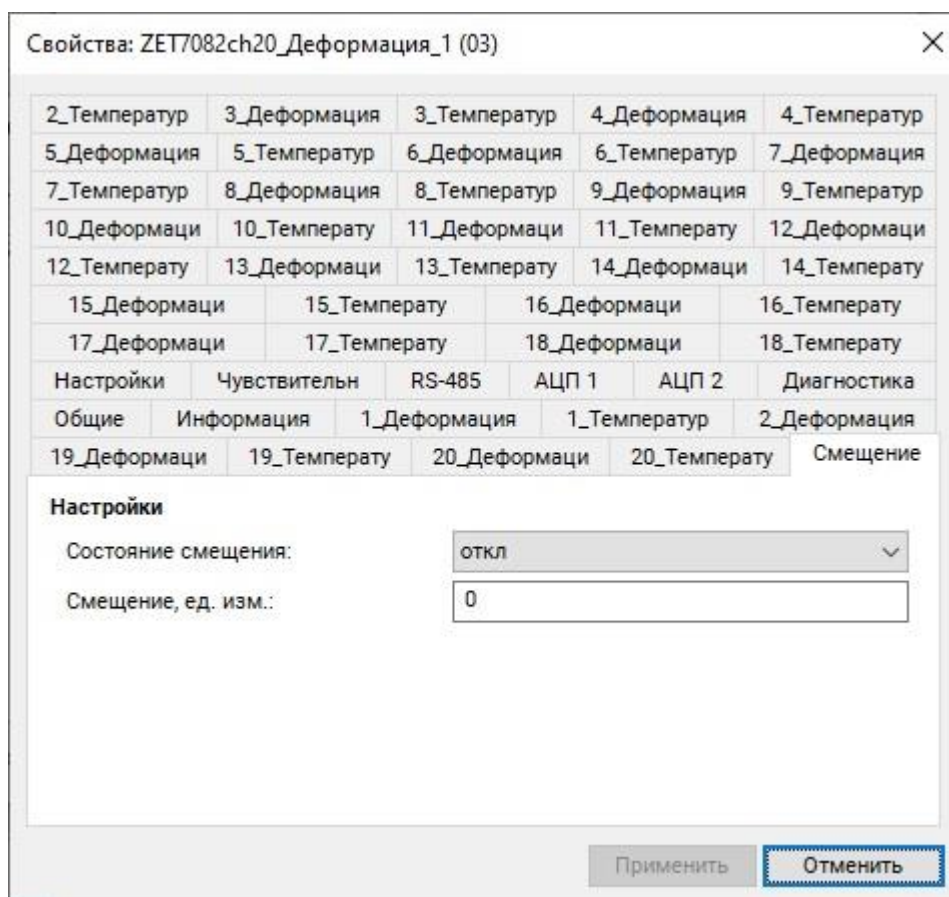 Свойства: ZET7082ch20_Деформация_1 (03)
2_Температур 3_Деформация 3_Температур 4_Деформация 4_Температур
5_Деформация 5_Температур 6_Деформация 6_Температур 7_Деформация
7_Температур 8_Деформация 8_Температур 9_Деформация 9_Температур
10_Деформаци 10_Температу 11_Деформаци 11_Температу 12_Деформаци
12_Температу 13_Деформаци 13_Температу 14_Деформаци 14_Температу
15_Деформаци 15_Температу 16_Деформаци 16_Температу
17_Деформаци 17_Температу 18_Деформаци 18_Температу
Настройки Чувствительн RS-485 АЦП 1 АЦП 2 Диагностика
Общие Информация 1_Деформация 1_Температур 2_Деформация
19_Деформаци 19_Температу 20_Деформаци 20_Температу Смещение
Настройки
Состояние смещения: откл
Смещение, ед. изм.: 0
Применить Отменить